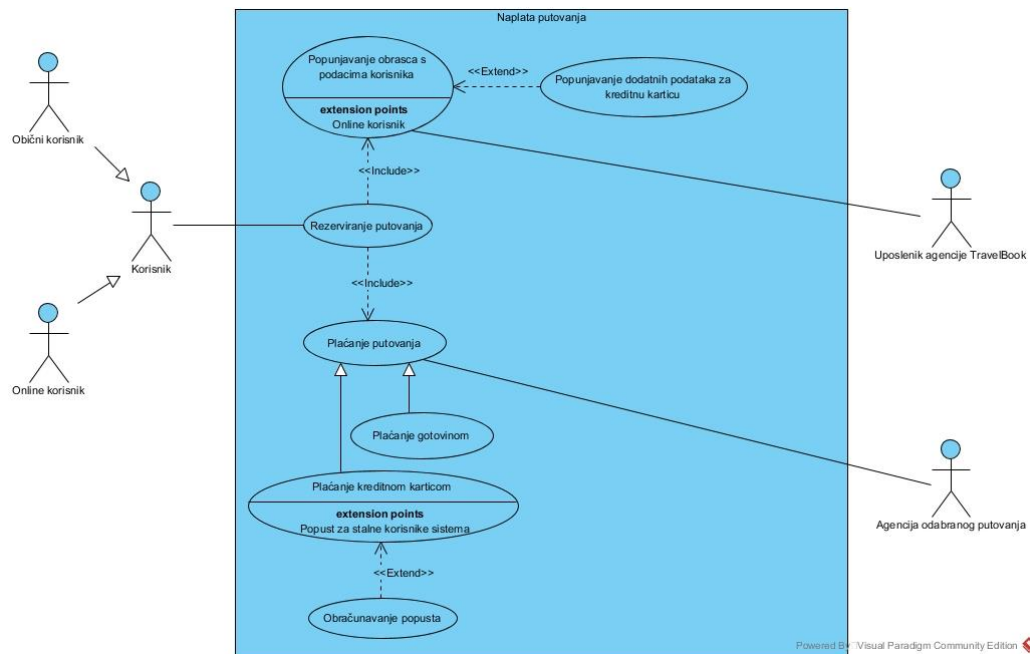 Naplata putovanja
Popunjavanje obrasca s
podacima korisnika
extension points
Online korisnik
<<Extend>>
Popunjavanje dodatnih podataka za
kreditnu karticu
Obični korisnik
<<Include>>
Korisnik
Rezerviranje putovanja
Uposlenik agencije TravelBook
<<Include>>
Online korisnik
Plaćanje putovanja
Plaćanje gotovinom
Plaćanje kreditnom karticom
extension points
Popust za stalne korisnike sistema
Agencija odabranog putovanja
<<Extend>>
Obračunavanje popusta
Powered By Visual Paradigm Community Edition